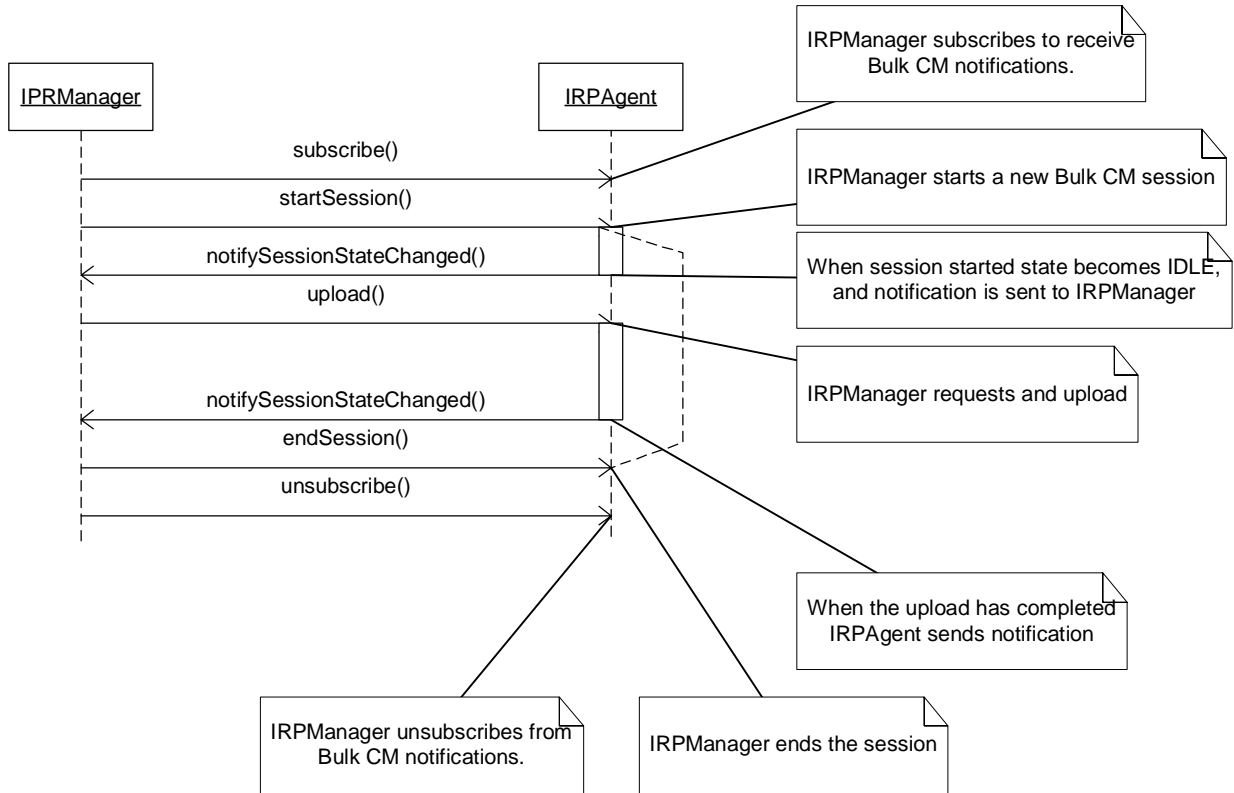 IRPManager subscribes to receive
Bulk CM notifications.
IPRManager
IRPAgent
subscribe()
IRPManager starts a new Bulk CM session
startSession()
notifySessionStateChanged()
When session started state becomes IDLE,
and notification is sent to IRPManager
upload()
IRPManager requests and upload
notifySessionStateChanged()
endSession()
unsubscribe()
When the upload has completed
IRPAgent sends notification
IRPManager unsubscribes from
Bulk CM notifications.
IRPManager ends the session